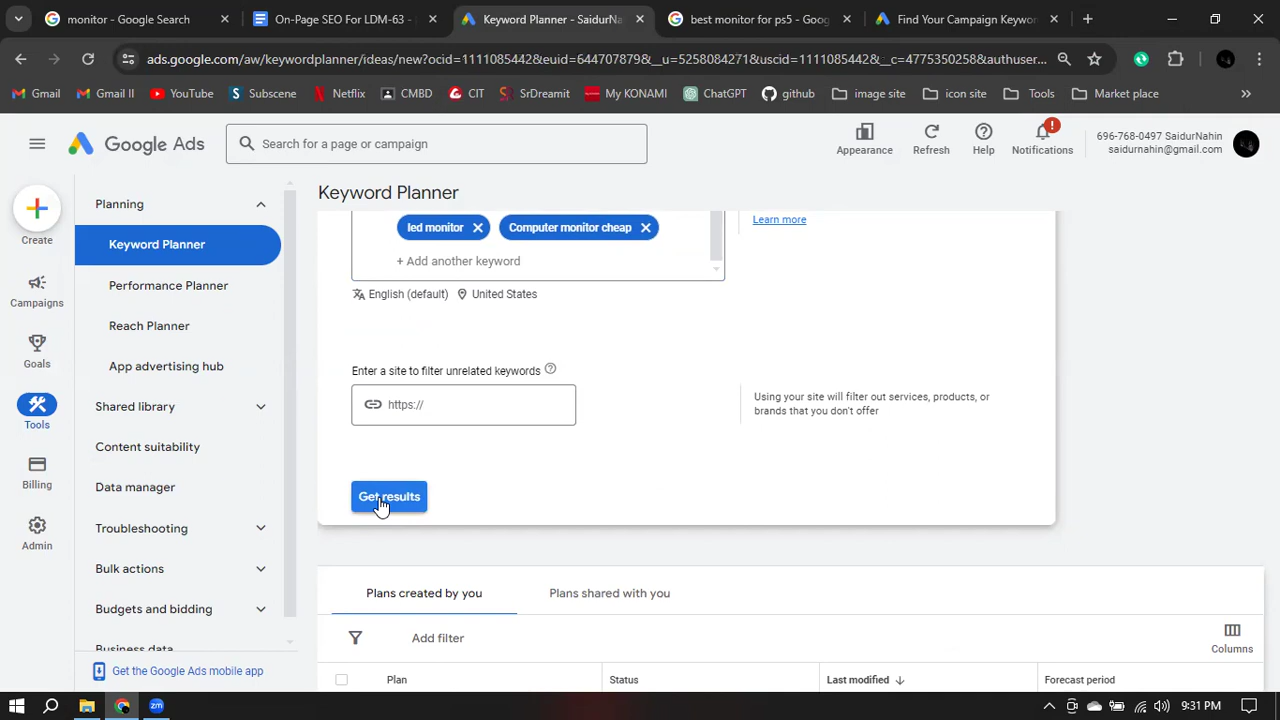 monitor - Google Search
On-Page SEO For LDM-63 -
Keyword Planner - SaidurNa
best monitor for ps5 - Goog
Find Your Campaign Keywor
ads.google.com/aw/keywordplanner/ideas/new?ocid=1111085442&euid=644707879&__u=5258084271&uscid=1111085442&__c=4775350258&authuser...
Gmail
Gmail II
YouTube
Subscene
Netflix
CMBD
CIT
SrDreamit
My KONAMI
ChatGPT
github
image site
icon site
Tools
Market place
Google Ads
Search for a page or campaign
Appearance
Refresh
Help
Notifications
696-768-0497 SaidurNahin
saidurnahin@gmail.com
Create
Campaigns
Goals
Tools
Billing
Admin
Planning
Keyword Planner
Performance Planner
Reach Planner
App advertising hub
Shared library
Content suitability
Data manager
Troubleshooting
Bulk actions
Budgets and bidding
Business data
Get the Google Ads mobile app
Keyword Planner
led monitor
Computer monitor cheap
+ Add another keyword
Learn more
English (default)
United States
Enter a site to filter unrelated keywords
https://
Using your site will filter out services, products, or
brands that you don't offer
Get results
Plans created by you
Plans shared with you
Add filter
Columns
Plan
Status
Last modified
Forecast period
9:31 PM